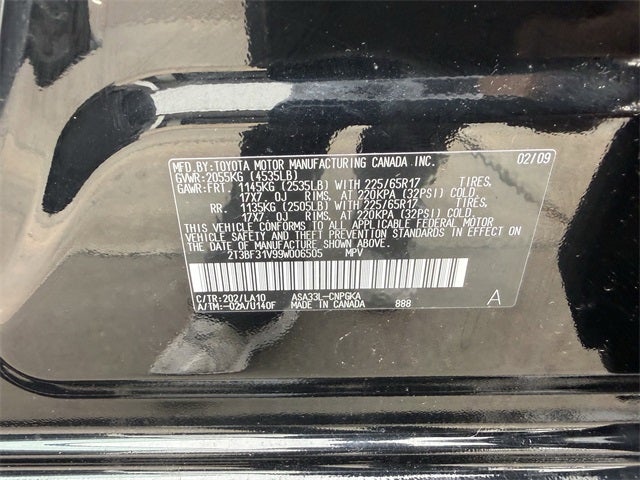 MFD.BY:TOYOTA MOTOR MANUFACTURING CANADA INC. 02/09
GVWR:2055KG (4535LB)
GAWR:FRT 1145KG (2535LB) WITH 225/65R17 TIRES,
17X7 OJ RIMS, AT 220KPA (32PSI) COLD.
RR 1135KG (2505LB) WITH 225/65R17 TIRES,
17X7 OJ RIMS, AT 220KPA (32PSI) COLD.
THIS VEHICLE CONFORMS TO ALL APPLICABLE FEDERAL MOTOR
VEHICLE SAFETY AND THEFT PREVENTION STANDARDS IN EFFECT ON
THE DATE OF MANUFACTURE SHOWN ABOVE.
2T3BF31V99W006505 MPV
C/TR:202/LA10 ASA33L-CNPGKA
A/TM:-02A/U140F MADE IN CANADA 888 A